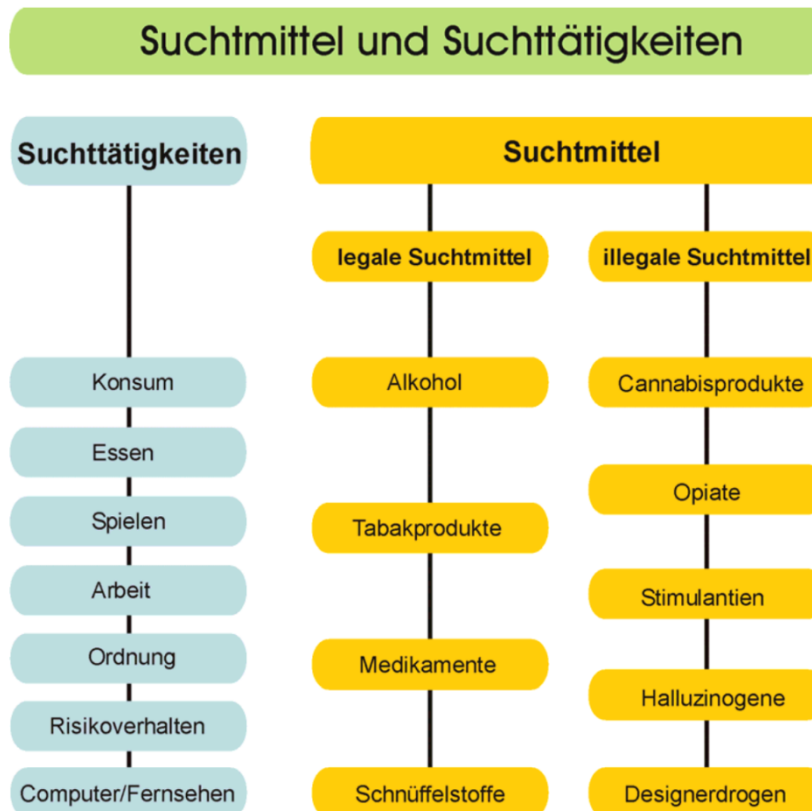 Suchtmittel und Suchttätigkeiten
Suchttätigkeiten
Konsum
Essen
Spielen
Arbeit
Ordnung
Risikoverhalten
Computer/Fernsehen
Suchtmittel
legale Suchtmittel
Alkohol
Tabakprodukte
Medikamente
Schnüffelstoffe
illegale Suchtmittel
Cannabisprodukte
Opiate
Stimulantien
Halluzinogene
Designerdrogen